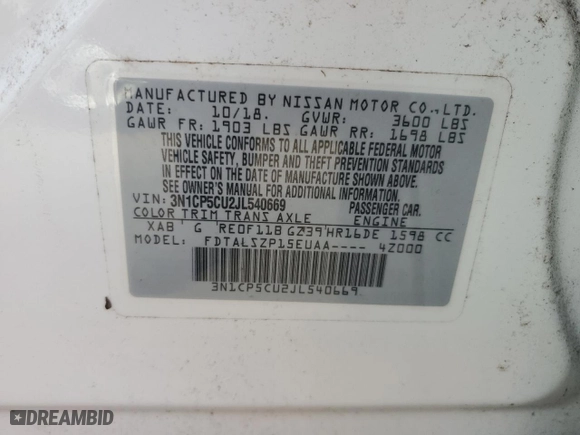 MANUFACTURED BY NISSAN MOTOR CO., LTD.
DATE: 10/18. GVWR: 3600 LBS
GAWR FR: 1903 LBS GAWR RR: 1698 LBS
THIS VEHICLE CONFORMS TO ALL APPLICABLE FEDERAL MOTOR
VEHICLE SAFETY, BUMPER AND THEFT PREVENTION STANDARDS
IN EFFECT ON THE DATE OF MANUFACTURE SHOWN ABOVE.
SEE OWNER'S MANUAL FOR ADDITIONAL INFORMATION.
VIN: 3N1CP5CU2JL540669 PASSENGER CAR.
COLOR TRIM TRANS AXLE ENGINE
XAB G RE0F11B GZ39 HR16DE 1598 CC
MODEL: FDTALSZP15EUAA---- 4Z000
3N1CP5CU2JL540669
DREAMBID